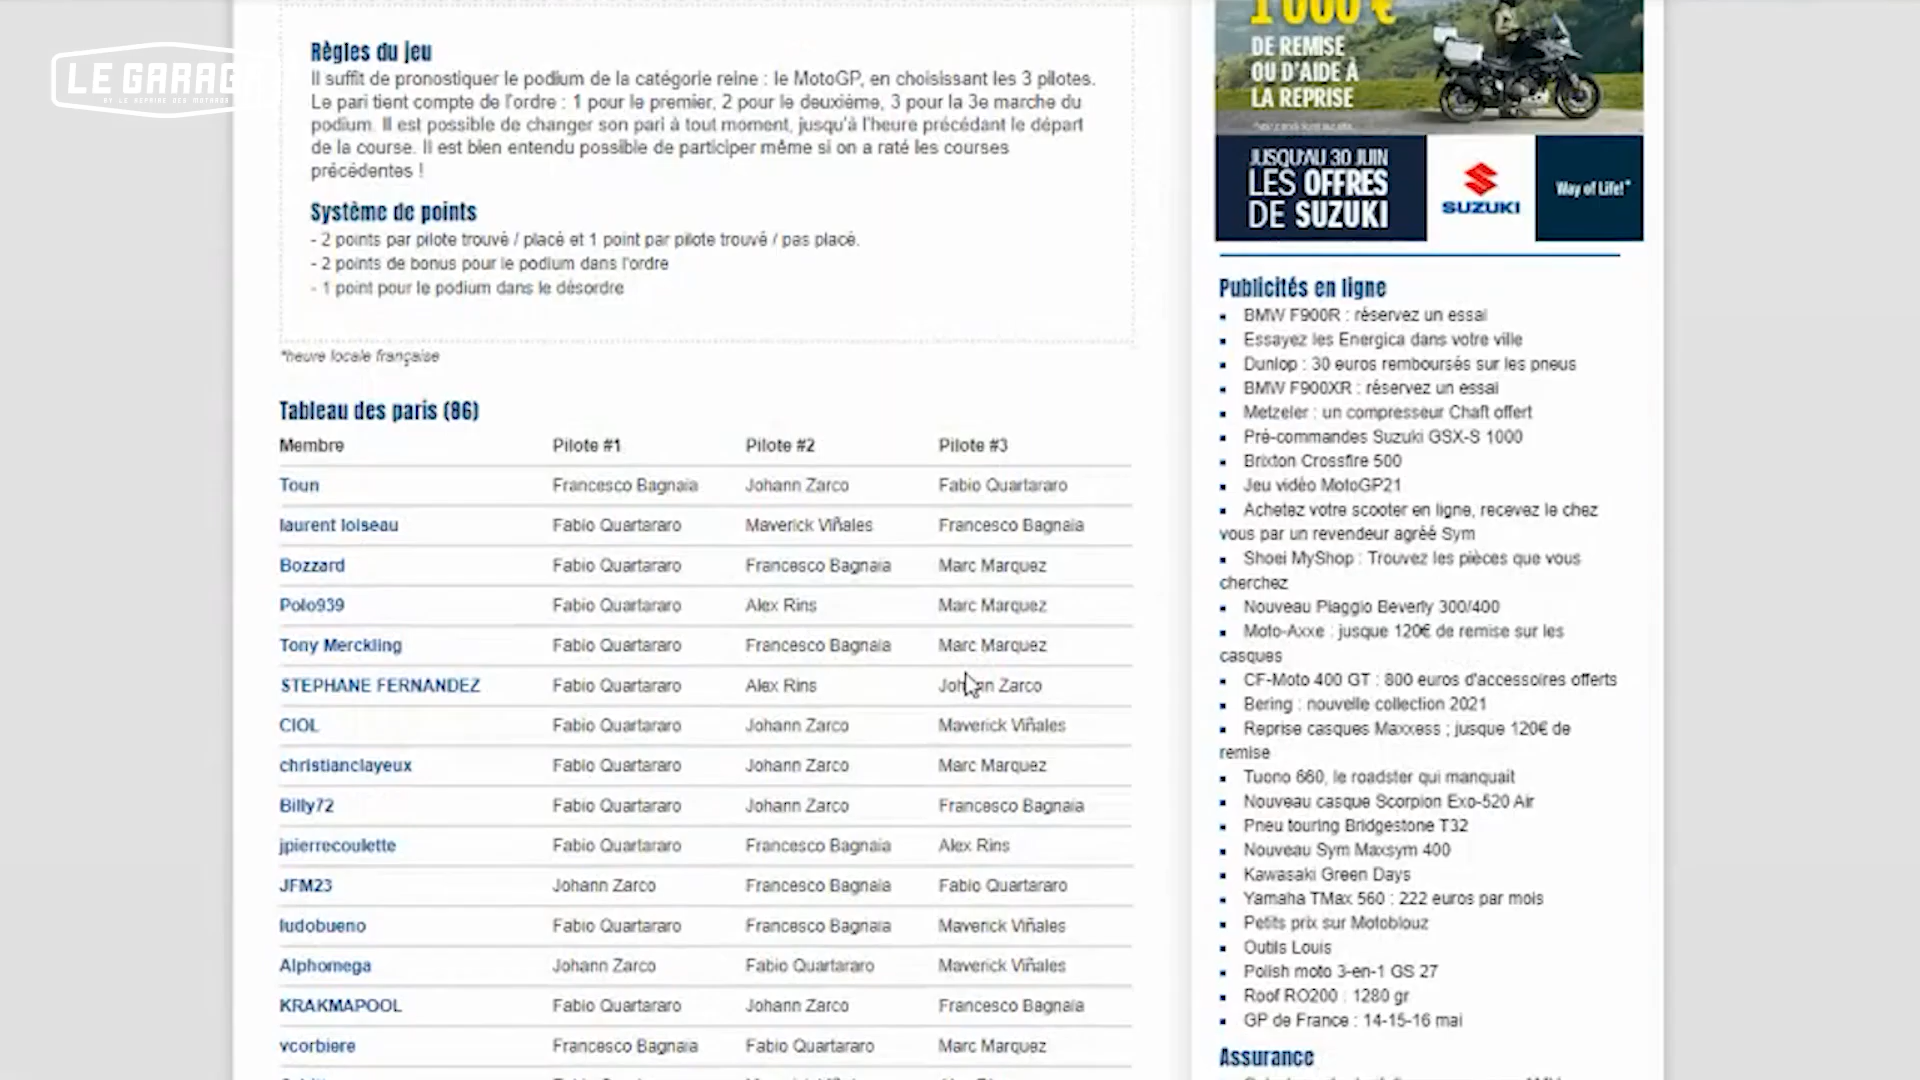 LE GARAGE
Règles du jeu
Il suffit de pronostiquer le podium de la catégorie reine : le MotoGP, en choisissant les 3 pilotes.
Le pari tient compte de l'ordre : 1 pour le premier, 2 pour le deuxième, 3 pour la 3e marche du
podium. Il est possible de changer son pari à tout moment, jusqu'à l'heure précédant le départ
de la course. Il est bien entendu possible de participer même si on a raté les courses
précédentes !
Système de points
- 2 points par pilote trouvé / placé et 1 point par pilote trouvé / pas placé.
- 2 points de bonus pour le podium dans l'ordre
- 1 point pour le podium dans le désordre
*heure locale française
Tableau des paris (86)
Membre Pilote #1 Pilote #2 Pilote #3
Toun Francesco Bagnaia Johann Zarco Fabio Quartararo
laurent loiseau Fabio Quartararo Maverick Viñales Francesco Bagnaia
Bozzard Fabio Quartararo Francesco Bagnaia Marc Marquez
Polo939 Fabio Quartararo Alex Rins Marc Marquez
Tony Merckling Fabio Quartararo Francesco Bagnaia Marc Marquez
STEPHANE FERNANDEZ Fabio Quartararo Alex Rins Johann Zarco
CIOL Fabio Quartararo Johann Zarco Maverick Viñales
christianclayeux Fabio Quartararo Johann Zarco Marc Marquez
Billy72 Fabio Quartararo Johann Zarco Francesco Bagnaia
jpierrecoulette Fabio Quartararo Francesco Bagnaia Alex Rins
JFM23 Johann Zarco Francesco Bagnaia Fabio Quartararo
ludobueno Fabio Quartararo Francesco Bagnaia Maverick Viñales
Alphomega Johann Zarco Fabio Quartararo Maverick Viñales
KRAKMAPOOL Fabio Quartararo Johann Zarco Francesco Bagnaia
vcorbiere Francesco Bagnaia Fabio Quartararo Marc Marquez
1 000 €
DE REMISE
OU D'AIDE À
LA REPRISE
JUSQU'AU 30 JUIN
LES OFFRES
DE SUZUKI
SUZUKI
Way of Life!*
Publicités en ligne
BMW F900R : réservez un essai
Essayez les Energica dans votre ville
Dunlop : 30 euros remboursés sur les pneus
BMW F900XR : réservez un essai
Metzeler : un compresseur Chaft offert
Pré-commandes Suzuki GSX-S 1000
Brixton Crossfire 500
Jeu vidéo MotoGP21
Achetez votre scooter en ligne, recevez le chez
vous par un revendeur agréé Sym
Shoei MyShop : Trouvez les pièces que vous
cherchez
Nouveau Piaggio Beverly 300/400
Moto-Axxe : jusque 120€ de remise sur les
casques
CF-Moto 400 GT : 800 euros d'accessoires offerts
Bering : nouvelle collection 2021
Reprise casques Maxxess ; jusque 120€ de
remise
Tuono 660, le roadster qui manquait
Nouveau casque Scorpion Exo-520 Air
Pneu touring Bridgestone T32
Nouveau Sym Maxsym 400
Kawasaki Green Days
Yamaha TMax 560 : 222 euros par mois
Petits prix sur Motoblouz
Outils Louis
Polish moto 3-en-1 GS 27
Roof RO200 : 1280 gr
GP de France : 14-15-16 mai
Assurance